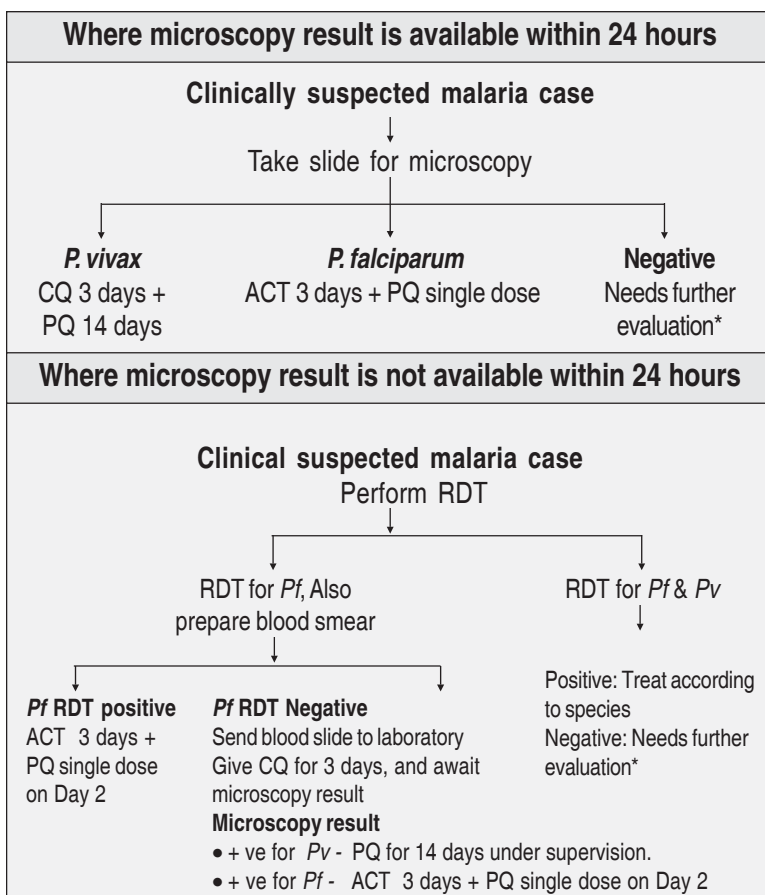 Where microscopy result is available within 24 hours
Clinically suspected malaria case
Take slide for microscopy
P. vivax
CQ 3 days +
PQ 14 days
P. falciparum
ACT 3 days + PQ single dose
Negative
Needs further
evaluation*
Where microscopy result is not available within 24 hours
Clinical suspected malaria case
Perform RDT
RDT for Pf, Also
prepare blood smear
RDT for Pf & Pv
Pf RDT positive
ACT 3 days +
PQ single dose
on Day 2
Pf RDT Negative
Send blood slide to laboratory
Give CQ for 3 days, and await
microscopy result
Microscopy result
• + ve for Pv - PQ for 14 days under supervision.
• + ve for Pf - ACT 3 days + PQ single dose on Day 2
Positive: Treat according
to species
Negative: Needs further
evaluation*